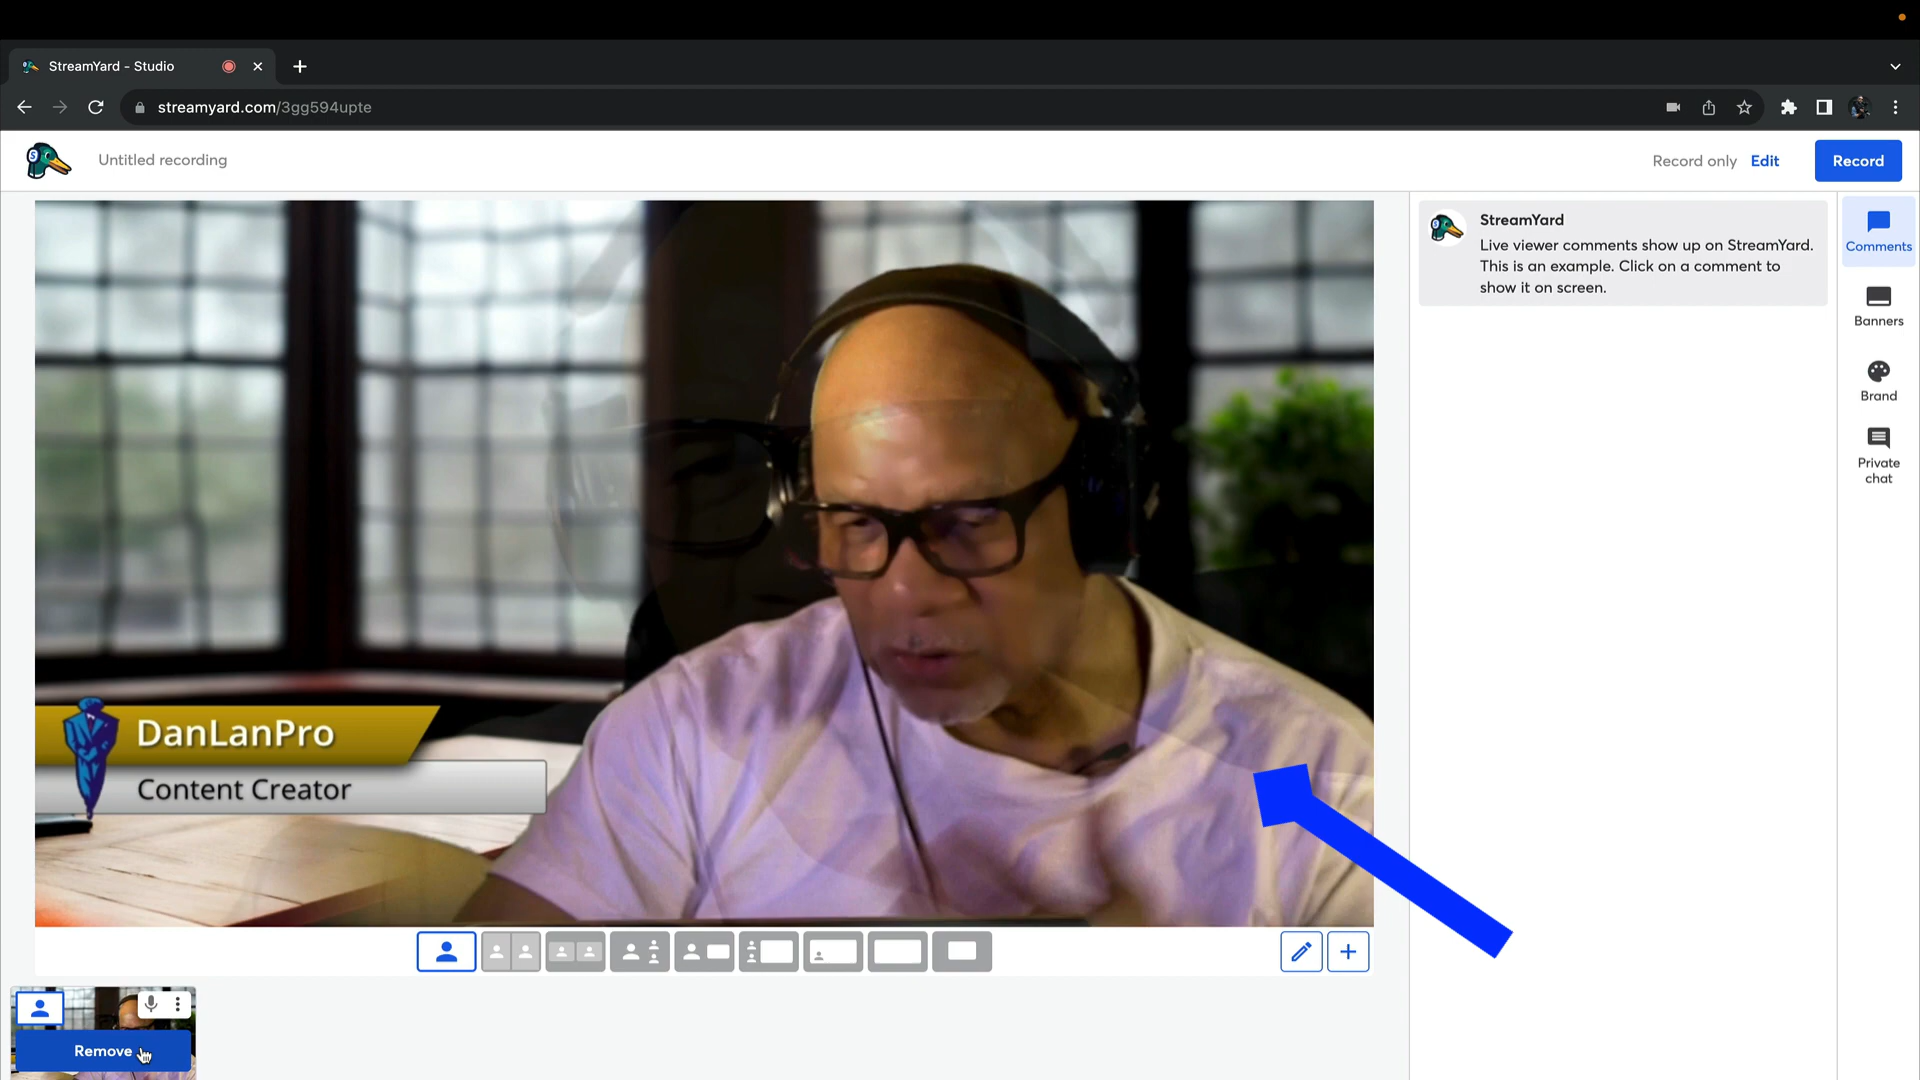 StreamYard - Studio
streamyard.com/3gg594upte
Untitled recording
Record only Edit Record
StreamYard
Live viewer comments show up on StreamYard.
This is an example. Click on a comment to
show it on screen.
Comments
Banners
Brand
Private
chat
DanLanPro
Content Creator
Remove